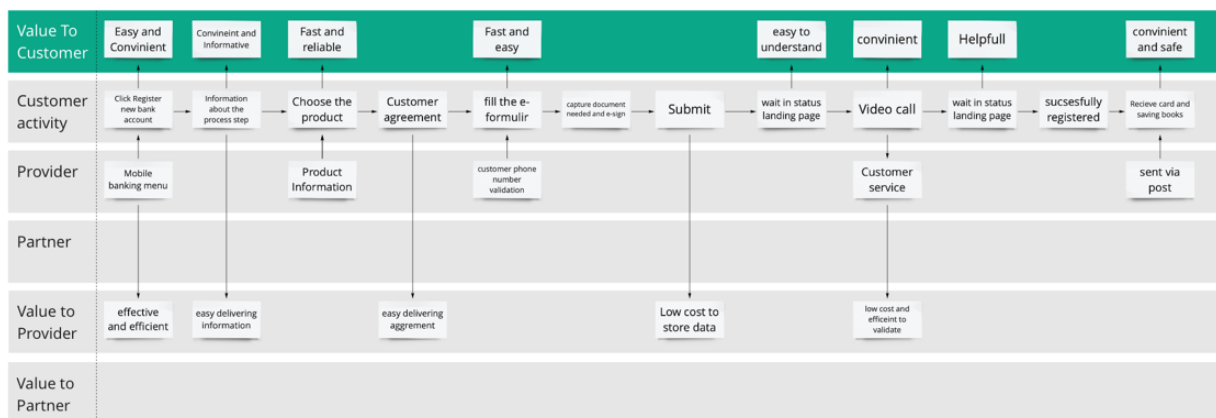 Value To
Customer
Easy and
Convinient
Convineint and
Informative
Fast and
reliable
Fast and
easy
easy to
understand
convinient
Helpfull
convinient
and safe
Customer
activity
Click Register
new bank
account
Information
about the
process step
Choose the
product
Customer
agreement
fill the e-
formulir
capture document
needed and e-sign
Submit
wait in status
landing page
Video call
wait in status
landing page
sucsesfully
registered
Recieve card and
saving books
Provider
Mobile
banking menu
Product
Information
customer phone
number
validation
Customer
service
sent via
post
Partner
Value to
Provider
effective
and efficient
easy delivering
information
easy delivering
aggrement
Low cost to
store data
low cost and
efficeint to
validate
Value to
Partner